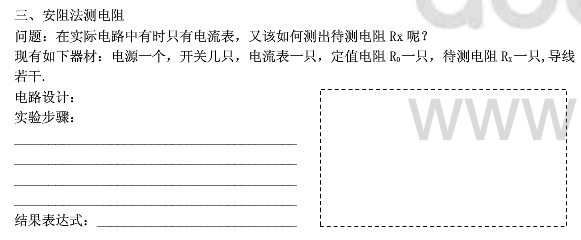 三、安阻法测电阻
问题：在实际电路中有时只有电流表，又该如何测出待测电阻 Rx 呢？
现有如下器材：电源一个，开关几只，电流表一只，定值电阻 R₀一只，待测电阻 Rₓ一只,导线
若干.
电路设计：
实验步骤：
结果表达式：
www